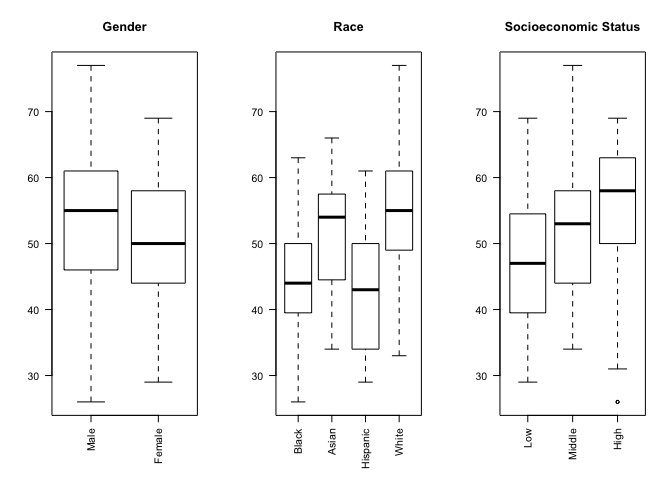 Gender
70
60
50
40
30
Male
Female
Race
70
60
50
40
30
Black
Asian
Hispanic
White
Socioeconomic Status
70
60
50
40
30
Low
Middle
High